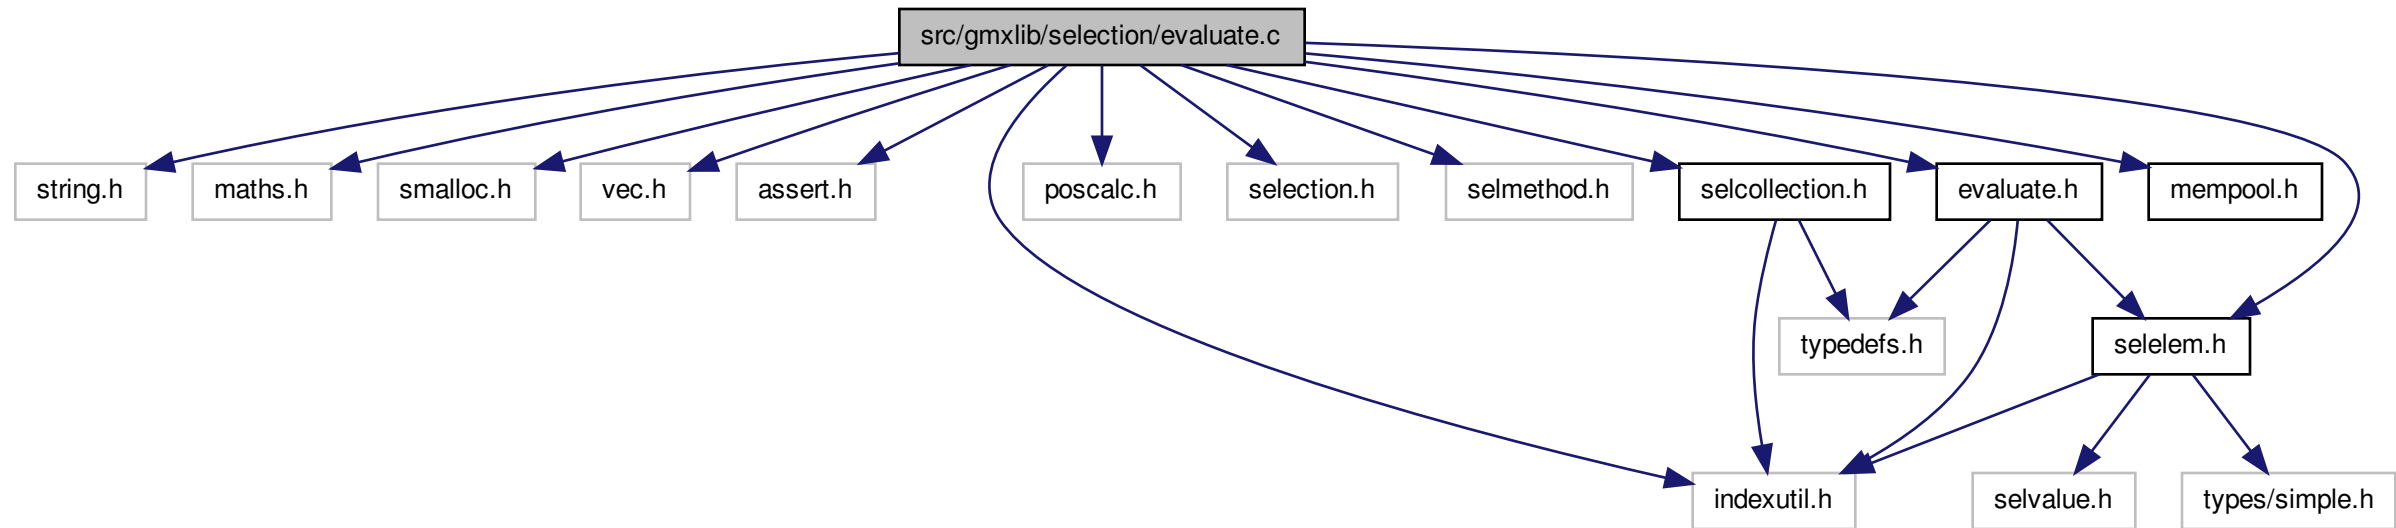 src/gmxlib/selection/evaluate.c
string.h
maths.h
smalloc.h
vec.h
assert.h
poscalc.h
selection.h
selmethod.h
selcollection.h
evaluate.h
mempool.h
typedefs.h
selelem.h
indexutil.h
selvalue.h
types/simple.h